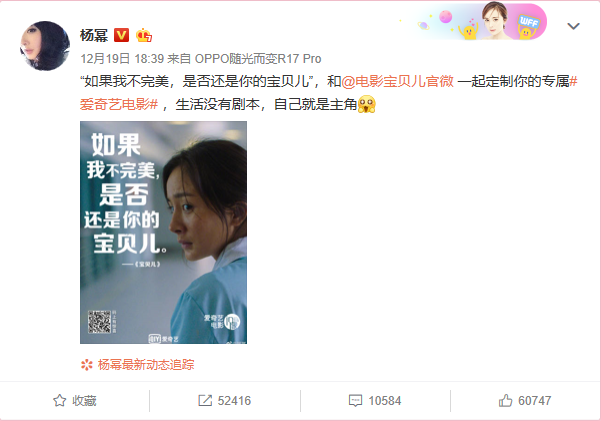 WFF
杨幂
12月19日 18:39 来自 OPPO随光而变R17 Pro
“如果我不完美，是否还是你的宝贝儿”，和@电影宝贝儿官微 一起定制你的专属#
爱奇艺电影# ，生活没有剧本，自己就是主角
如果
我不完美，
是否
还是你的
宝贝儿。
——《宝贝儿》
爱奇艺
电影
爱奇艺
杨幂最新动态追踪
收藏
52416
10584
60747